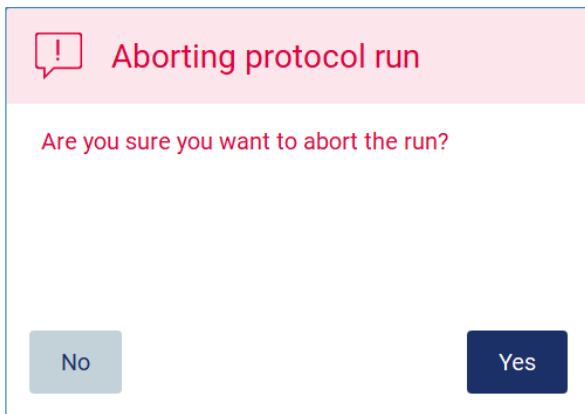 Aborting protocol run
Are you sure you want to abort the run?
No
Yes